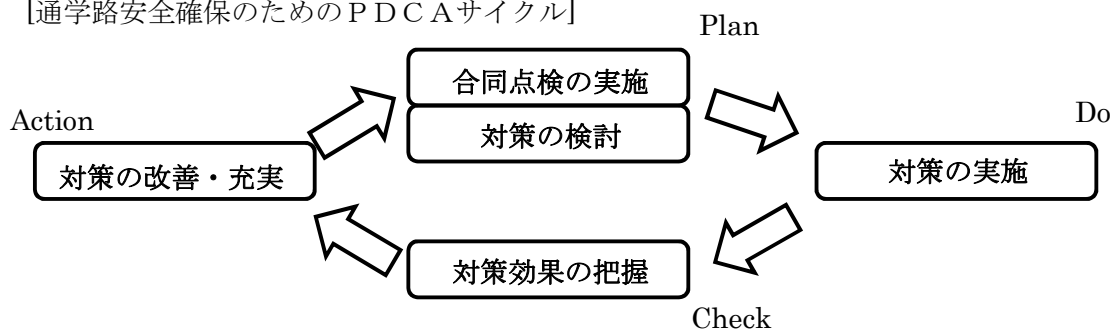 [通学路安全確保のためのＰＤＣＡサイクル]
Plan
合同点検の実施
対策の検討
Action
対策の改善・充実
Do
対策の実施
対策効果の把握
Check